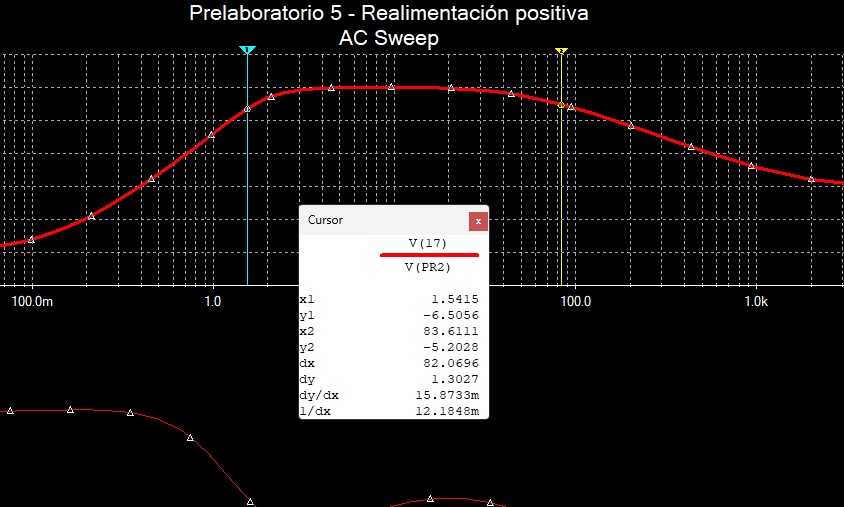 Prelaboratorio 5 - Realimentación positiva
AC Sweep
1
2
Cursor
x
V(17)
V(PR2)
x1 1.5415
y1 -6.5056
x2 83.6111
y2 -5.2028
dx 82.0696
dy 1.3027
dy/dx 15.8733m
1/dx 12.1848m
100.0m 1.0 100.0 1.0k